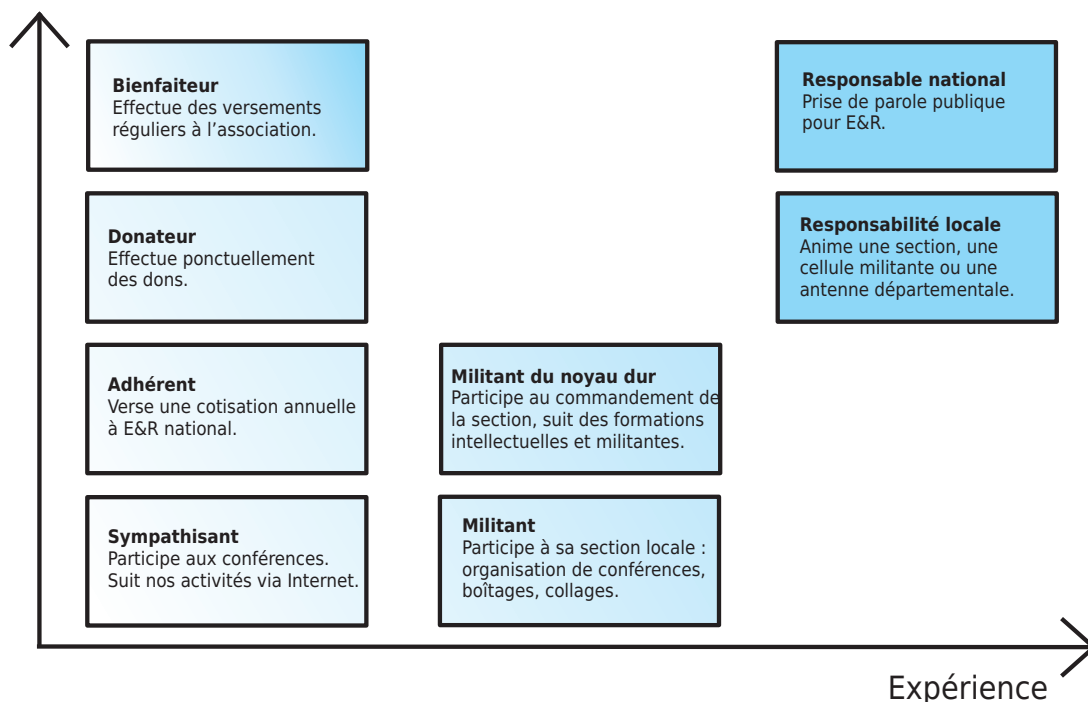 Bienfaiteur
Effectue des versements
réguliers à l’association.
Donateur
Effectue ponctuellement
des dons.
Adhérent
Verse une cotisation annuelle
à E&R national.
Sympathisant
Participe aux conférences.
Suit nos activités via Internet.
Militant du noyau dur
Participe au commandement de
la section, suit des formations
intellectuelles et militantes.
Militant
Participe à sa section locale :
organisation de conférences,
boîtages, collages.
Responsable national
Prise de parole publique
pour E&R.
Responsabilité locale
Anime une section, une
cellule militante ou une
antenne départementale.
Expérience